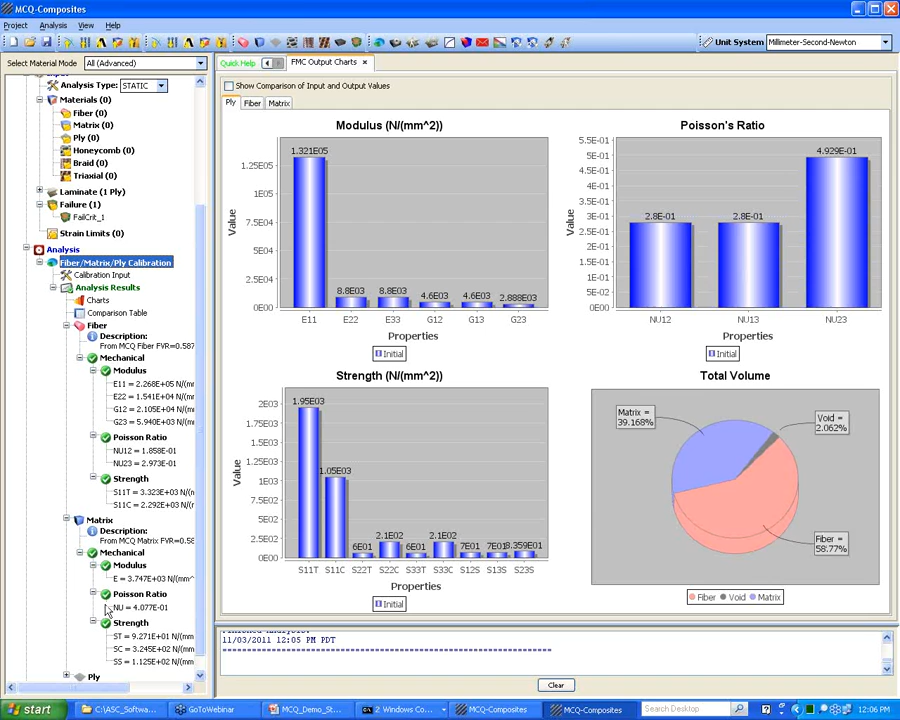 MCQ-Composites
Project Analysis View Help
Unit System Millimeter-Second-Newton
Select Material Mode All (Advanced)
Analysis Type: STATIC
Materials (0)
Fiber (0)
Matrix (0)
Ply (0)
Honeycomb (0)
Braid (0)
Triaxial (0)
Laminate (1 Ply)
Failure (1)
FailCrit_1
Strain Limits (0)
Analysis
Fiber/Matrix/Ply Calibration
Calibration Input
Analysis Results
Charts
Comparison Table
Fiber
Description:
From MCQ Fiber FVR=0.587
Mechanical
Modulus
E11 = 2.268E+05 N/(m
E22 = 1.541E+04 N/(m
G12 = 2.105E+04 N/(m
G23 = 5.940E+03 N/(m
Poisson Ratio
NU12 = 1.858E-01
NU23 = 2.973E-01
Strength
S11T = 3.323E+03 N/(
S11C = 2.292E+03 N/(
Matrix
Description:
From MCQ Matrix FVR=0.58
Mechanical
Modulus
E = 3.747E+03 N/(mm^
Poisson Ratio
NU = 4.077E-01
Strength
ST = 9.271E+01 N/(mm
SC = 3.245E+02 N/(mm
SS = 1.125E+02 N/(mm
Ply
Quick Help
FMC Output Charts
Show Comparison of Input and Output Values
Ply Fiber Matrix
Modulus (N/(mm^2))
Value
1.25E05
1E05
7.5E04
5E04
2.5E04
0E00
1.321E05
8.8E03
8.8E03
4.6E03
4.6E03
2.888E03
E11 E22 E33 G12 G13 G23
Properties
Initial
Poisson's Ratio
Value
5.5E-01
5E-01
4.5E-01
4E-01
3.5E-01
3E-01
2.5E-01
2E-01
1.5E-01
1E-01
5E-02
0E00
2.8E-01
2.8E-01
4.929E-01
NU12 NU13 NU23
Properties
Initial
Strength (N/(mm^2))
Value
2E03
1.75E03
1.5E03
1.25E03
1E03
7.5E02
5E02
2.5E02
0E00
1.95E03
1.05E03
6E01
2.1E02
6E01
2.1E02
7E01
7E01
8.359E01
S11T S11C S22T S22C S33T S33C S12S S13S S23S
Properties
Initial
Total Volume
Matrix =
39.168%
Void =
2.062%
Fiber =
58.77%
Fiber Void Matrix
11/03/2011 12:05 PM PDT
============================================================
Clear
start
C:\ASC_Softwa...
GoToWebinar
MCQ_Demo_St...
2 Windows Co...
MCQ-Composites
MCQ-Composites
Search Desktop
12:06 PM